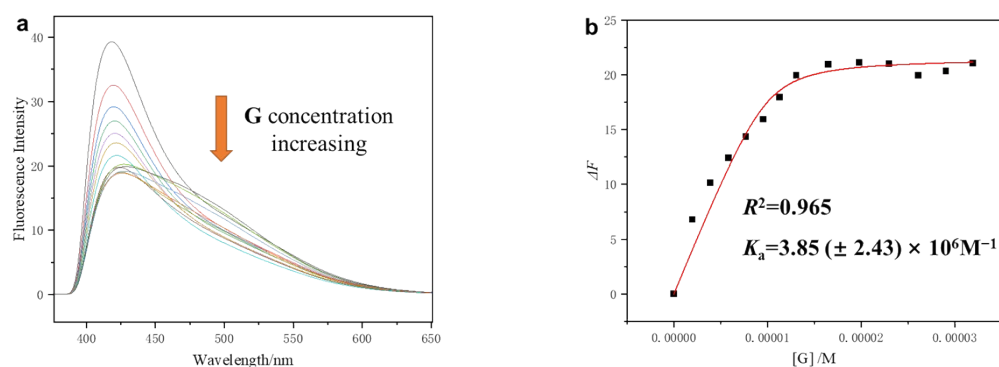 a
40
30
20
10
0
Fluorescence Intensity
G concentration
increasing
400
450
500
550
600
650
Wavelength/nm
b
25
20
15
10
5
0
ΔF
R²=0.965
Kₐ=3.85 (± 2.43) × 10⁶M⁻¹
0.00000
0.00001
0.00002
0.00003
[G] /M